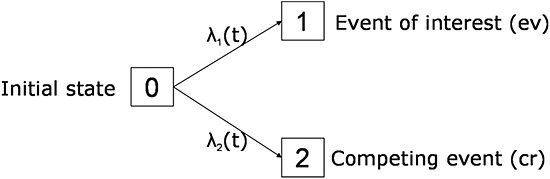 1 Event of interest (ev)
λ₁(t)
Initial state 0
λ₂(t)
2 Competing event (cr)